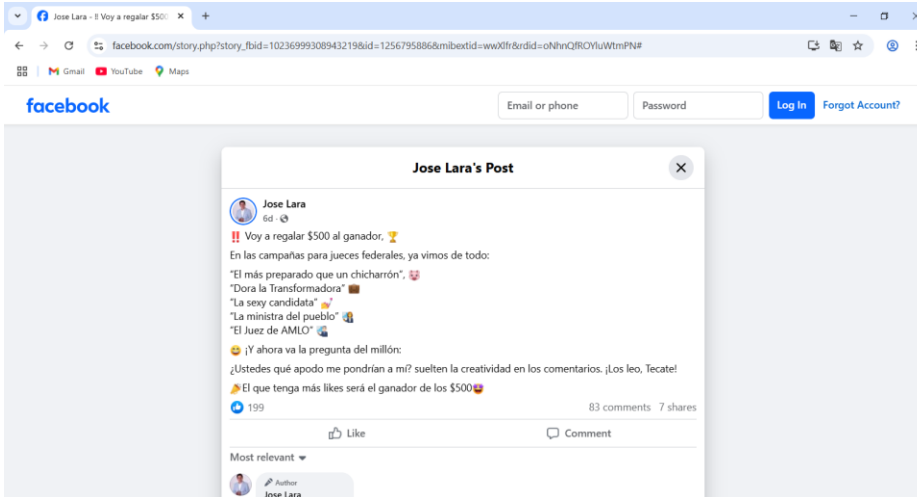 Jose Lara - ‼ Voy a regalar $50
facebook.com/story.php?story_fbid=10236999308943219&id=1256795886&mibextid=wwXlfr&rdid=oNhnQfROYluWtmPN#
Gmail YouTube Maps
facebook Email or phone Password Log In Forgot Account?
Jose Lara's Post
Jose Lara
6d
‼ Voy a regalar $500 al ganador, 🏆
En las campañas para jueces federales, ya vimos de todo:
"El más preparado que un chicharrón", 🐷
"Dora la Transformadora" 💼
"La sexy candidata" 💅
"La ministra del pueblo"
"El Juez de AMLO"
😄 ¡Y ahora va la pregunta del millón:
¿Ustedes qué apodo me pondrían a mí? suelten la creatividad en los comentarios. ¡Los leo, Tecate!
🎉El que tenga más likes será el ganador de los $500🤩
199 83 comments 7 shares
Like Comment
Most relevant
Author
Jose Lara